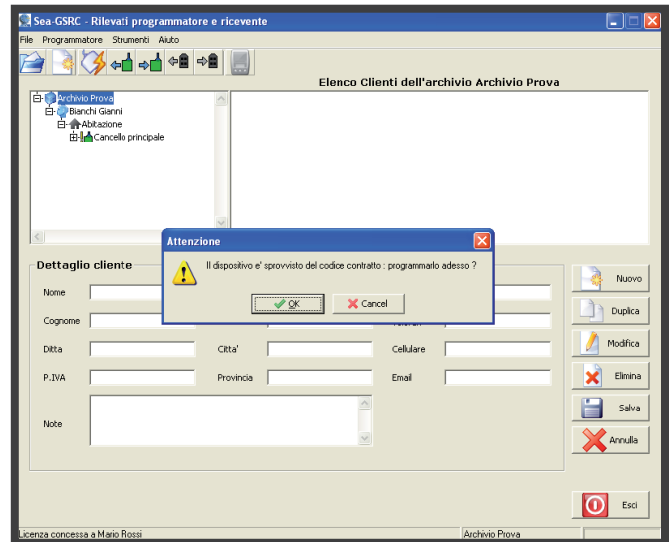 Sea-GSRC - Rilevati programmatore e ricevente
File Programmatore Strumenti Aiuto
Elenco Clienti dell'archivio Archivio Prova
Archivio Prova
Bianchi Gianni
Abitazione
Cancello principale
Attenzione
Il dispositivo e' sprovvisto del codice contratto : programmarlo adesso ?
OK Cancel
Dettaglio cliente
Nome
Cognome
Ditta Citta' Cellulare
P.IVA Provincia Email
Note
Nuovo
Duplica
Modifica
Elimina
Salva
Annulla
Esci
Licenza concessa a Mario Rossi Archivio Prova